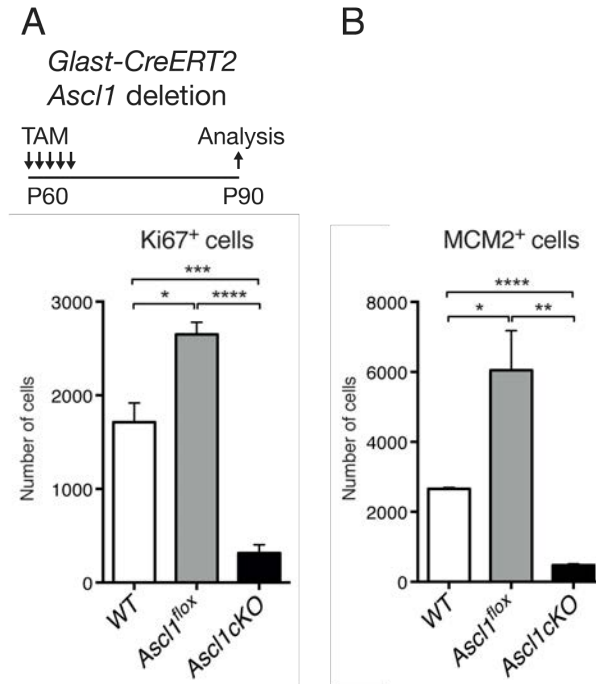 A
B
Glast-CreERT2
Ascl1 deletion
TAM
Analysis
P60
P90
Ki67+ cells
***
*
****
3000
2000
1000
0
Number of cells
WT
Ascl1flox
Ascl1cKO
MCM2+ cells
****
*
**
8000
6000
4000
2000
0
Number of cells
WT
Ascl1flox
Ascl1cKO